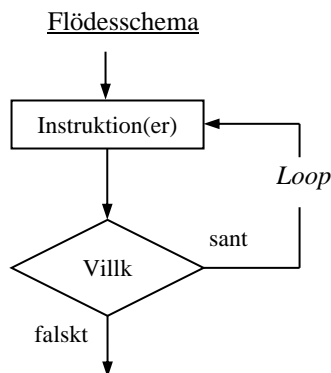 Flödesschema
Instruktion(er)
Loop
sant
Villk
falskt